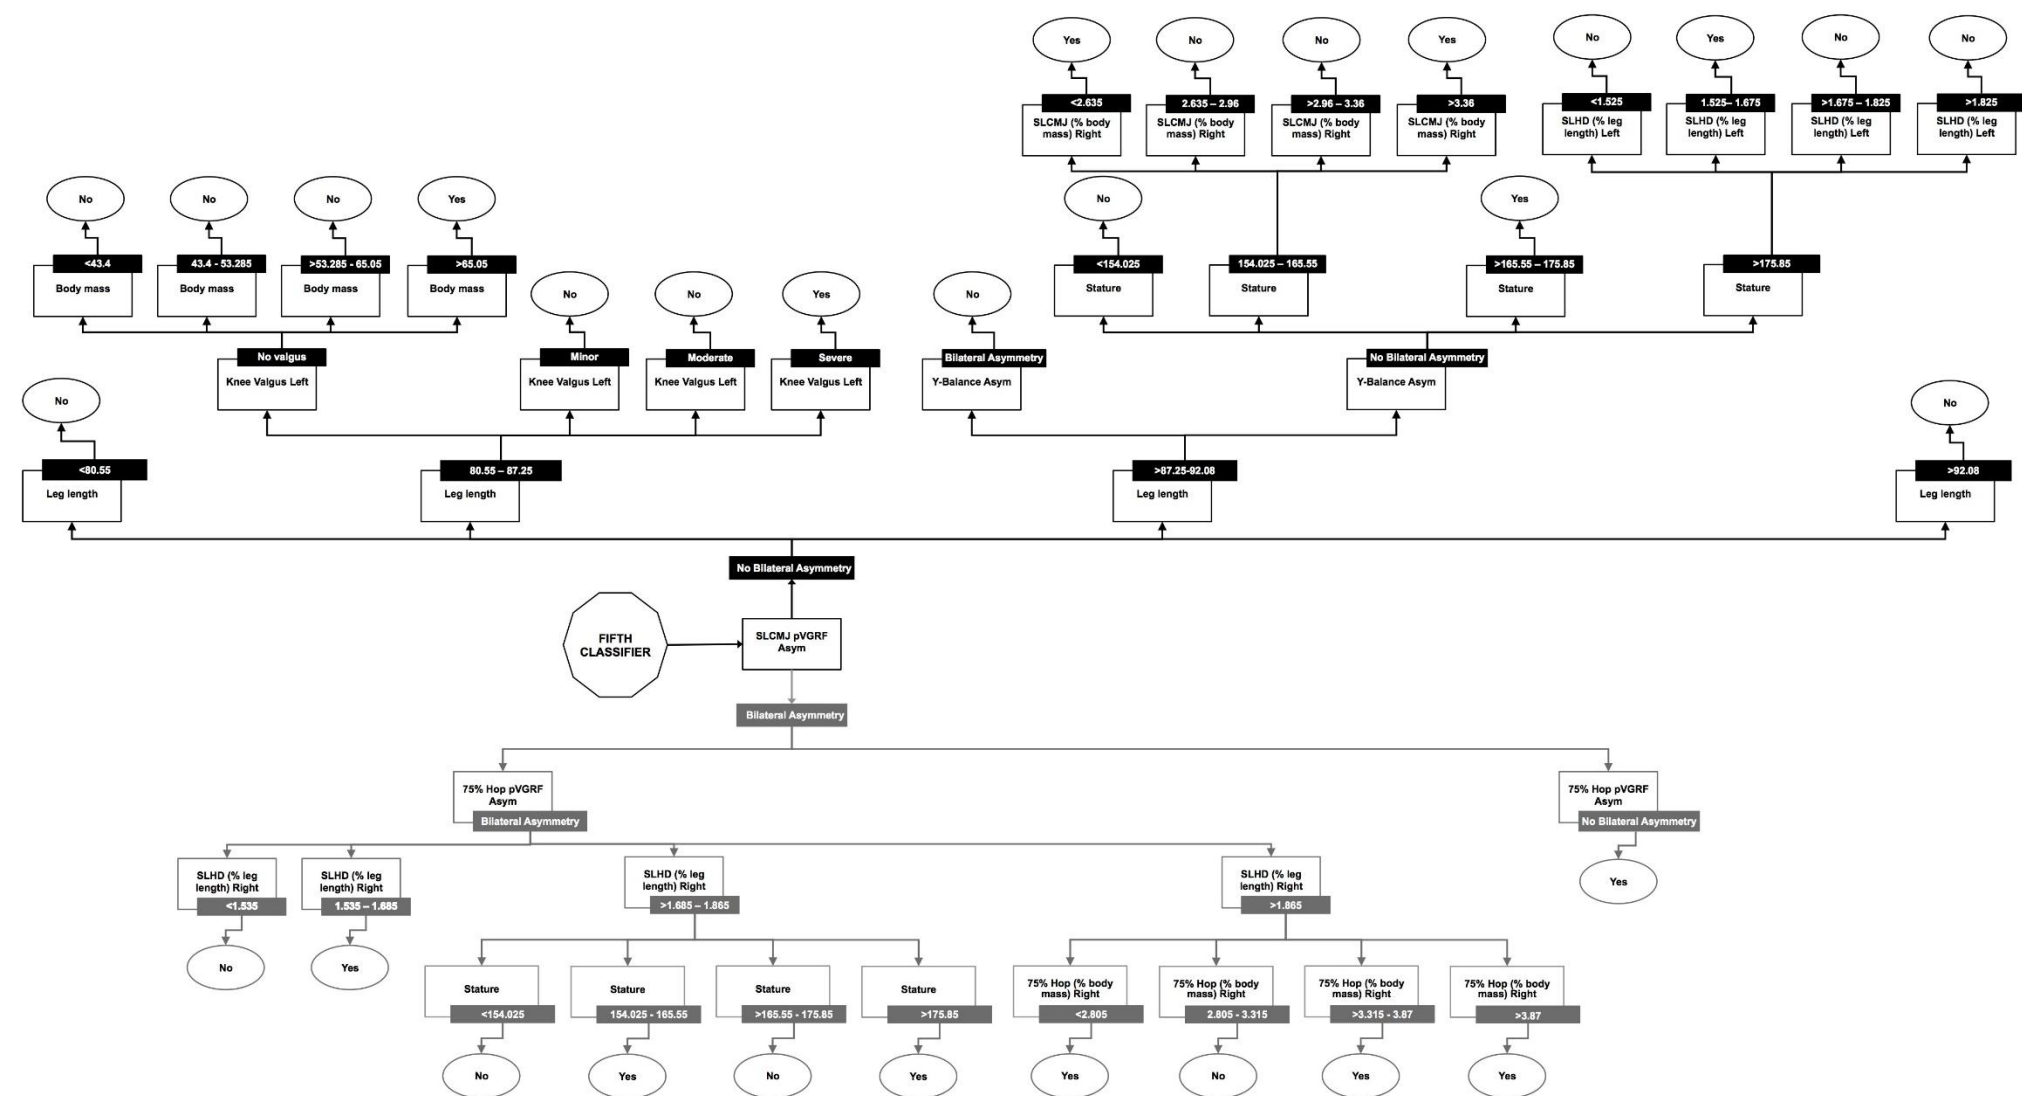 Yes
No
No
Yes
No
Yes
No
No
<2.635
2.635 – 2.96
>2.96 – 3.36
>3.36
<1.525
1.525– 1.675
>1.675 – 1.825
>1.825
SLCMJ (% body
mass) Right
SLCMJ (% body
mass) Right
SLCMJ (% body
mass) Right
SLCMJ (% body
mass) Right
SLHD (% leg
length) Left
SLHD (% leg
length) Left
SLHD (% leg
length) Left
SLHD (% leg
length) Left
No
No
No
Yes
No
Yes
<43.4
43.4 - 53.285
>53.285 - 65.05
>65.05
<154.025
154.025 – 165.55
>165.55 – 175.85
>175.85
Body mass
Body mass
Body mass
Body mass
Stature
Stature
Stature
Stature
No
No
Yes
No
No valgus
Minor
Moderate
Severe
Bilateral Asymmetry
No Bilateral Asymmetry
Knee Valgus Left
Knee Valgus Left
Knee Valgus Left
Knee Valgus Left
Y-Balance Asym
Y-Balance Asym
No
No
<80.55
80.55 – 87.25
>87.25-92.08
>92.08
Leg length
Leg length
Leg length
Leg length
No Bilateral Asymmetry
FIFTH
CLASSIFIER
SLCMJ pVGRF
Asym
Bilateral Asymmetry
75% Hop pVGRF
Asym
Bilateral Asymmetry
75% Hop pVGRF
Asym
No Bilateral Asymmetry
SLHD (% leg
length) Right
<1.535
SLHD (% leg
length) Right
1.535 – 1.685
SLHD (% leg
length) Right
>1.685 – 1.865
SLHD (% leg
length) Right
>1.865
Yes
No
Yes
Stature
<154.025
Stature
154.025 - 165.55
Stature
>165.55 - 175.85
Stature
>175.85
75% Hop (% body
mass) Right
<2.805
75% Hop (% body
mass) Right
2.805 - 3.315
75% Hop (% body
mass) Right
>3.315 - 3.87
75% Hop (% body
mass) Right
>3.87
No
Yes
No
Yes
Yes
No
Yes
Yes